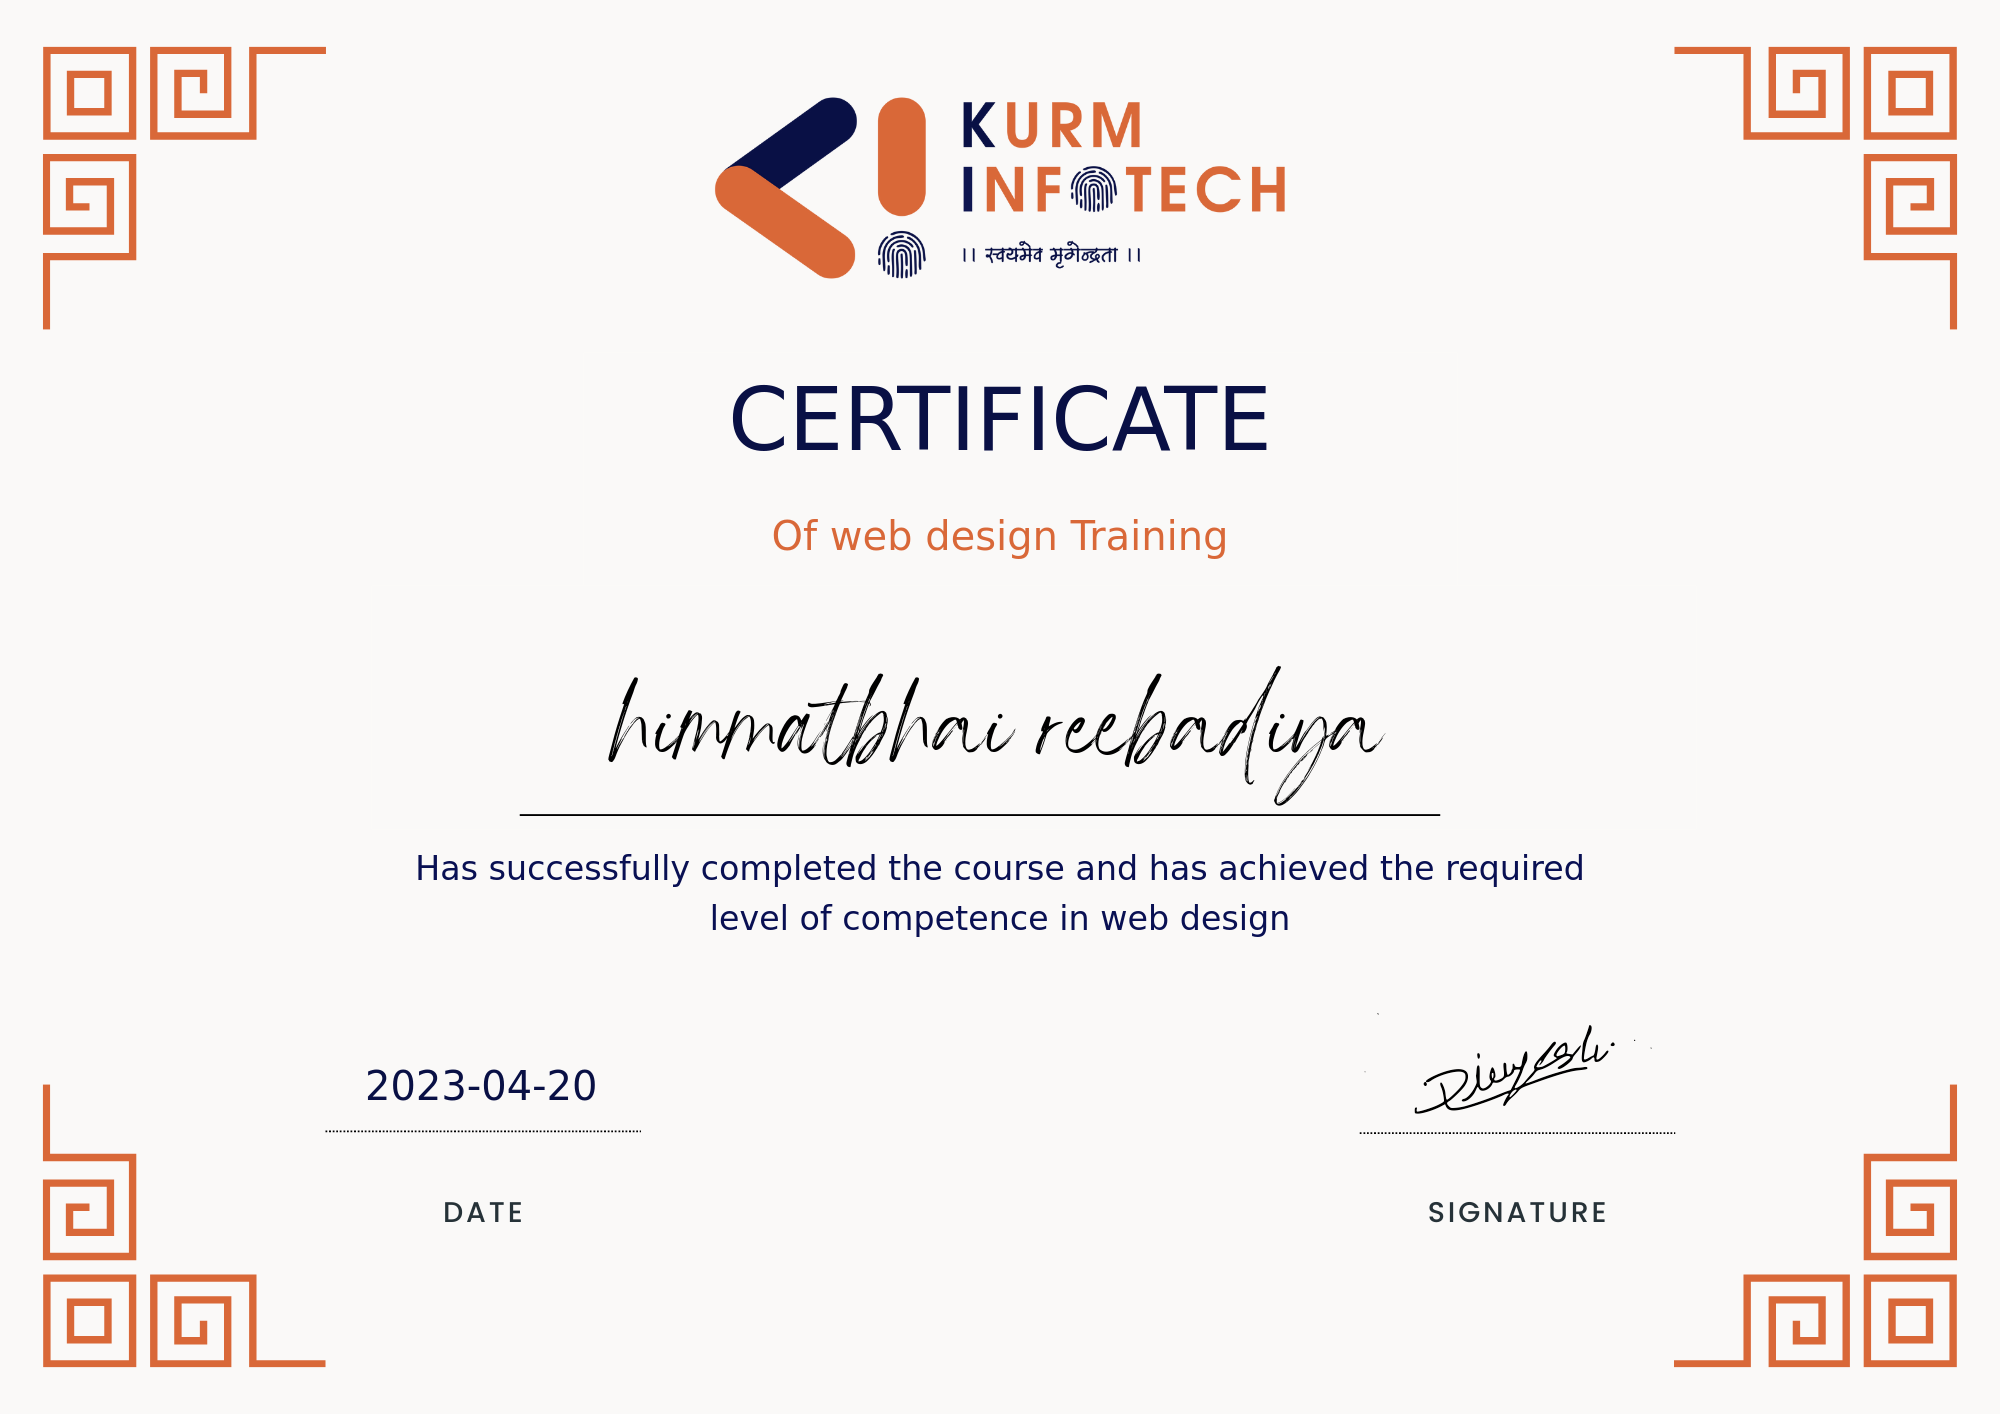 KURM
INFOTECH
।। स्वयमेव मृगेन्द्रता ।।
CERTIFICATE
Of web design Training
himmatbhai reebadiya
Has successfully completed the course and has achieved the required
level of competence in web design
2023-04-20
DATE
SIGNATURE